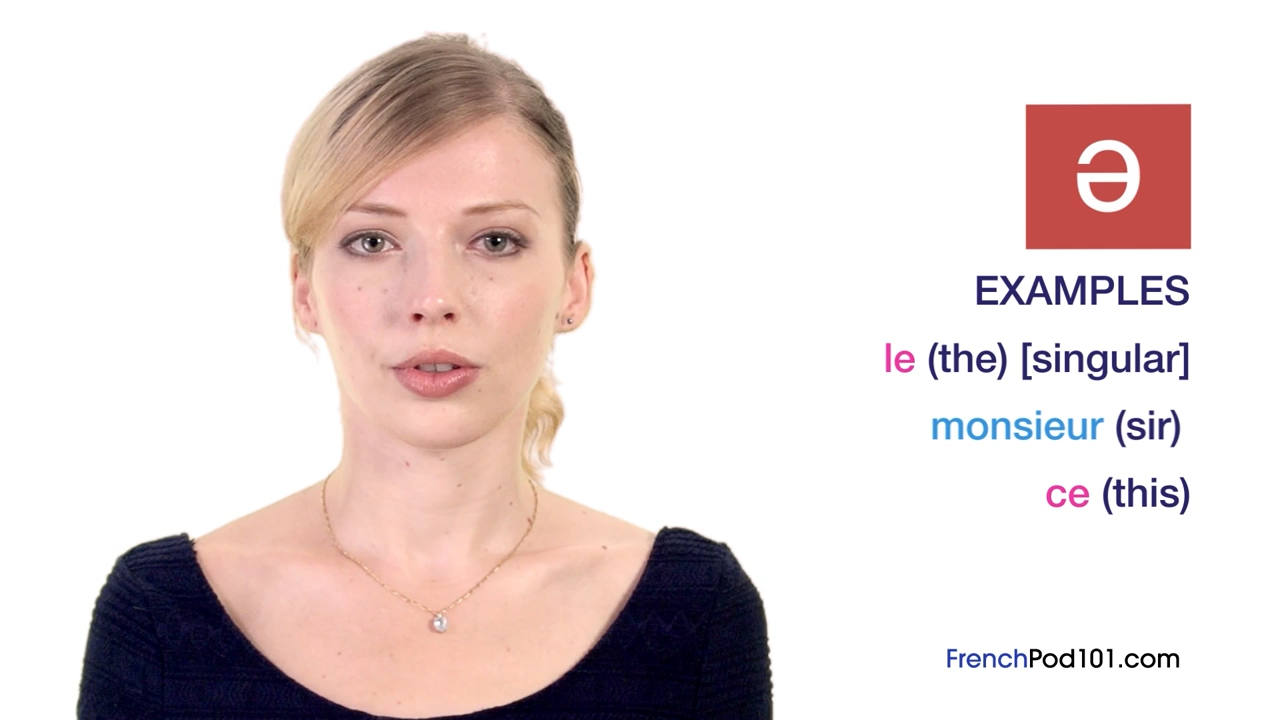 ə
EXAMPLES
le (the) [singular]
monsieur (sir)
ce (this)
FrenchPod101.com